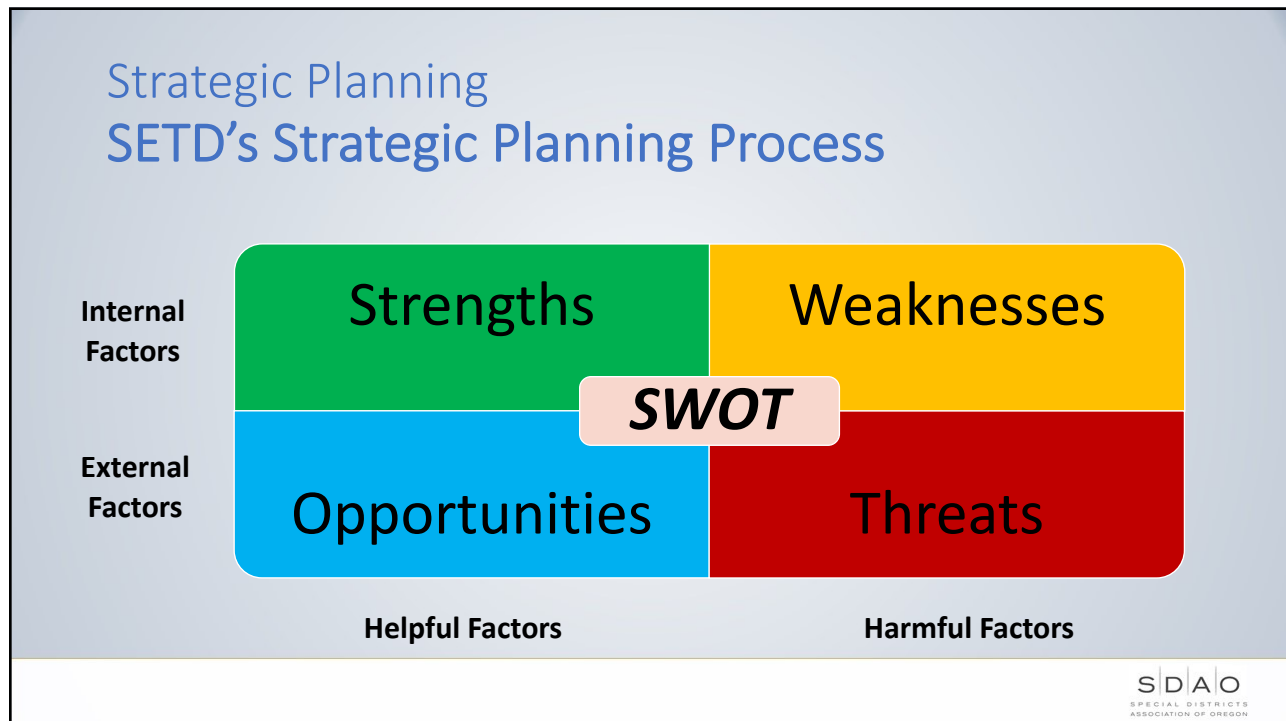 Strategic Planning
SETD’s Strategic Planning Process
Internal
Factors
Strengths
Weaknesses
SWOT
External
Factors
Opportunities
Threats
Helpful Factors
Harmful Factors
S|D|A|O
SPECIAL DISTRICTS
ASSOCIATION OF OREGON